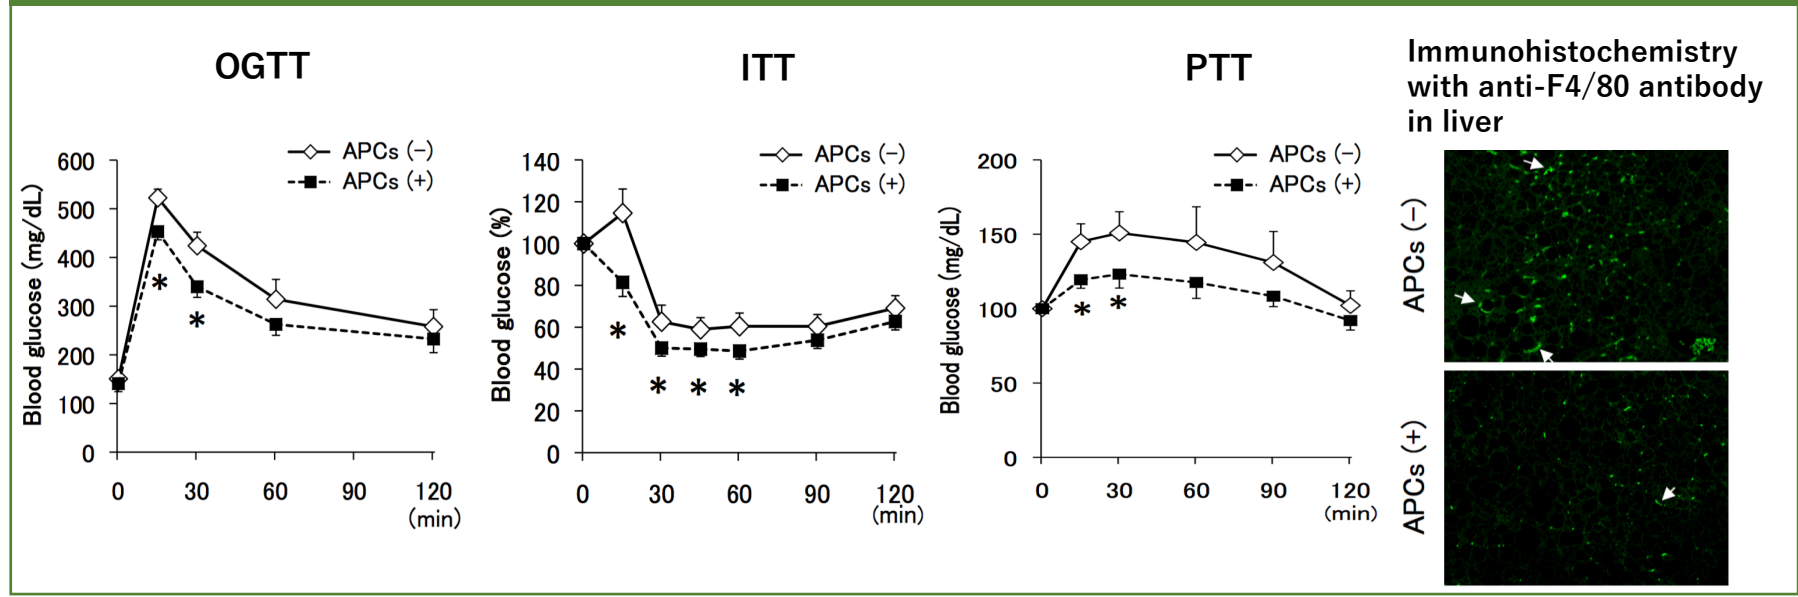 OGTT
APCs (−)
APCs (+)
Blood glucose (mg/dL)
600
500
400
300
200
100
0
*
*
0 30 60 90 120
(min)
ITT
APCs (−)
APCs (+)
Blood glucose (%)
140
120
100
80
60
40
20
0
*
* * *
0 30 60 90 120
(min)
PTT
APCs (−)
APCs (+)
Blood glucose (mg/dL)
200
150
100
50
0
* *
0 30 60 90 120
(min)
Immunohistochemistry
with anti-F4/80 antibody
in liver
APCs (−)
APCs (+)